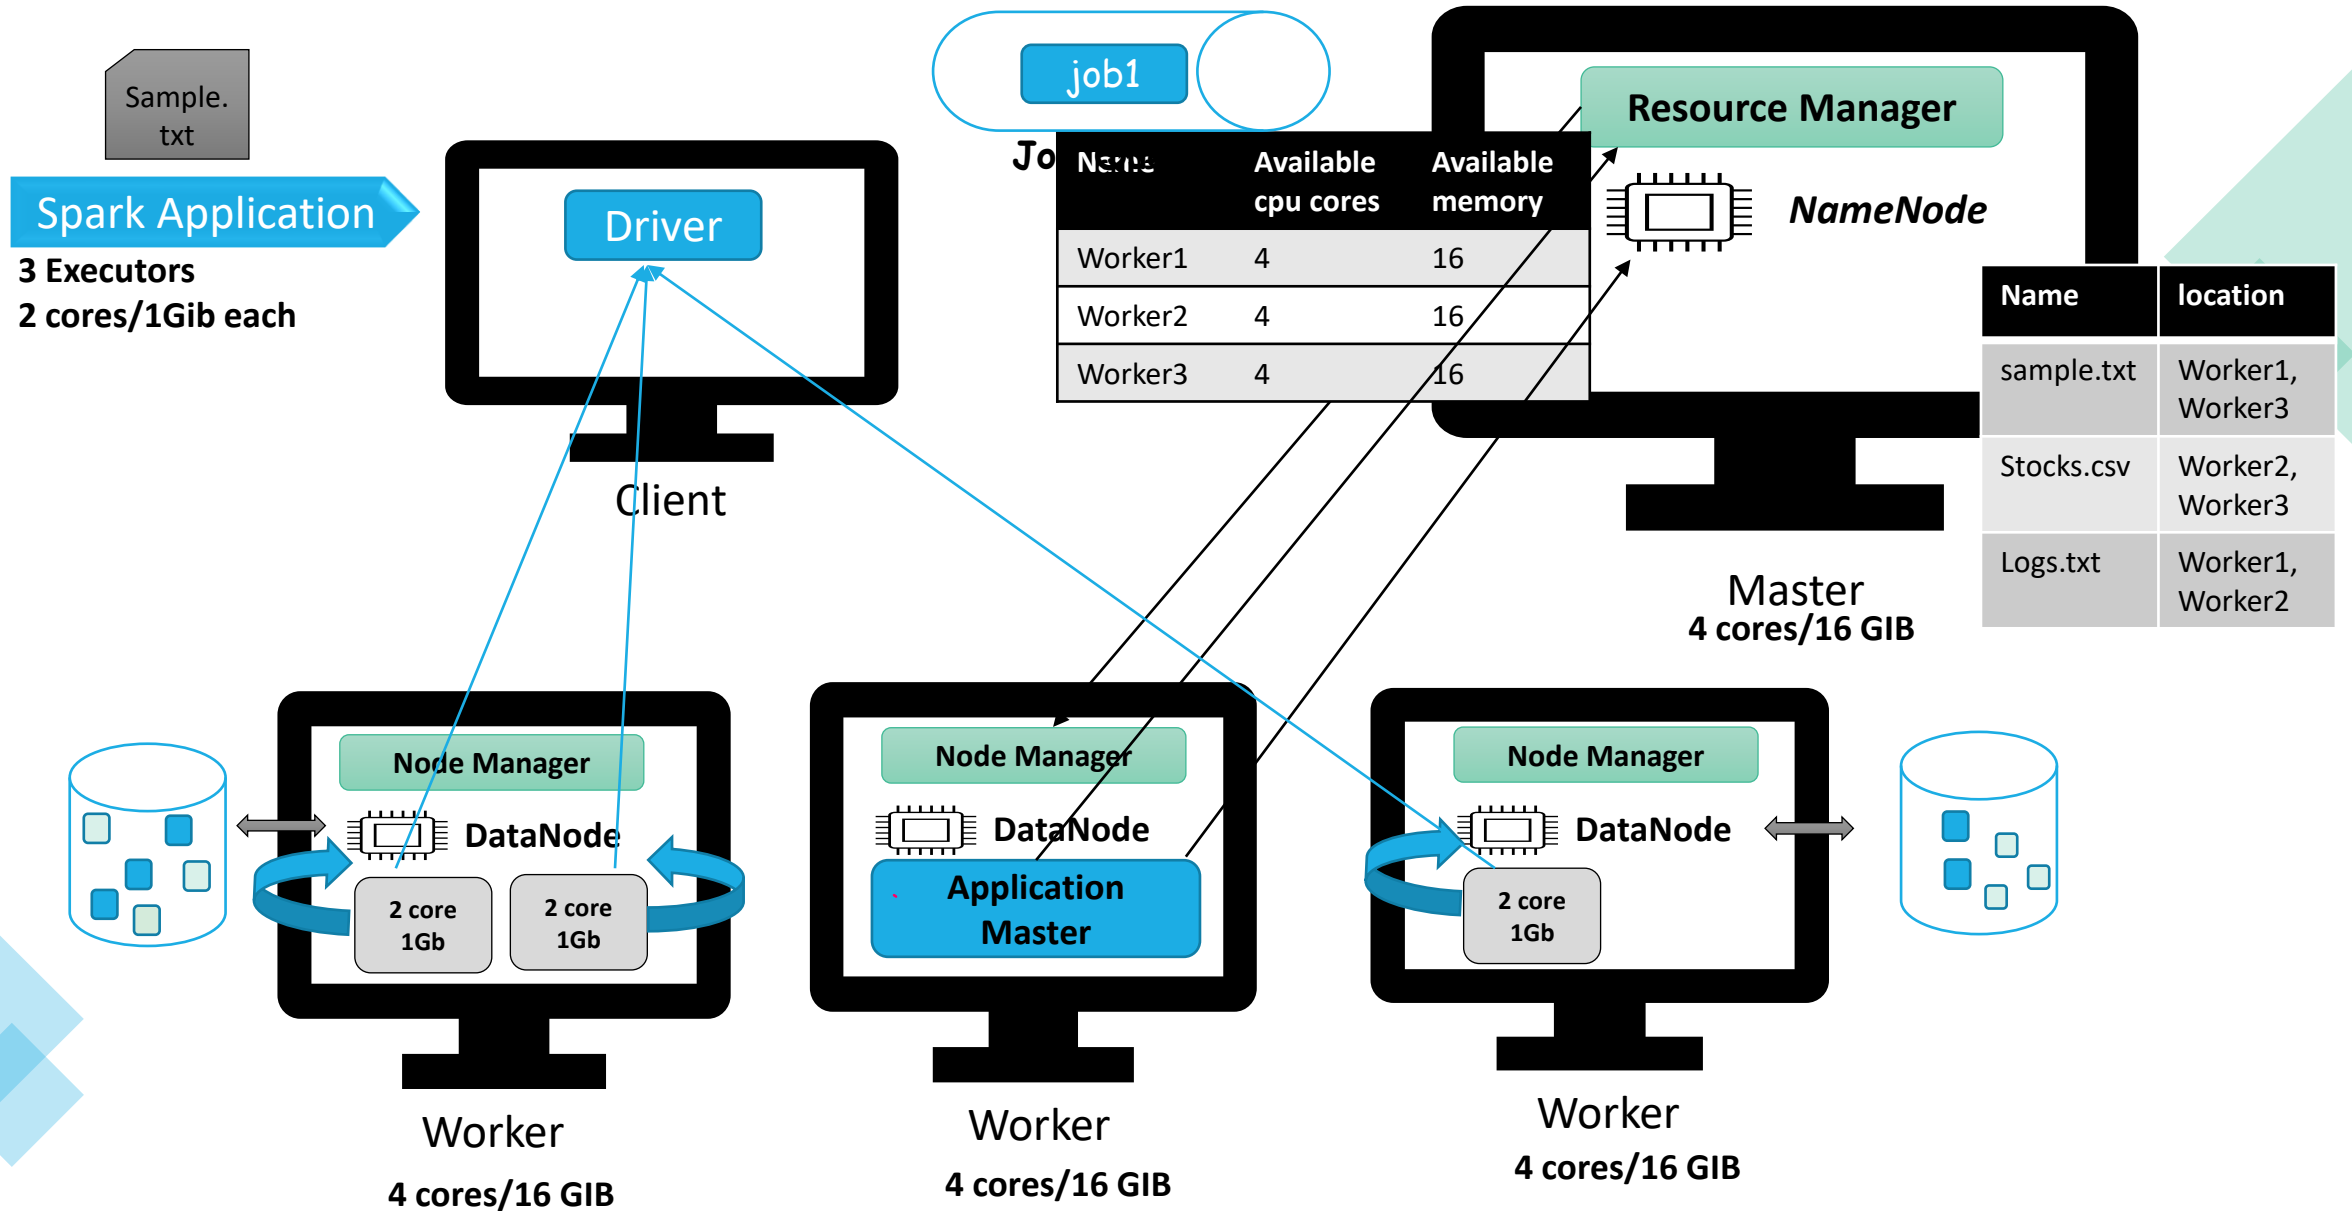 Sample.
txt
Spark Application
3 Executors
2 cores/1Gib each
Driver
Client
job1
Name Available cpu cores Available memory
Worker1 4 16
Worker2 4 16
Worker3 4 16
Resource Manager
NameNode
Master
4 cores/16 GIB
Name location
sample.txt Worker1,
Worker3
Stocks.csv Worker2,
Worker3
Logs.txt Worker1,
Worker2
Node Manager
DataNode
2 core
1Gb
2 core
1Gb
Worker
4 cores/16 GIB
Node Manager
DataNode
Application
Master
Worker
4 cores/16 GIB
Node Manager
DataNode
2 core
1Gb
Worker
4 cores/16 GIB